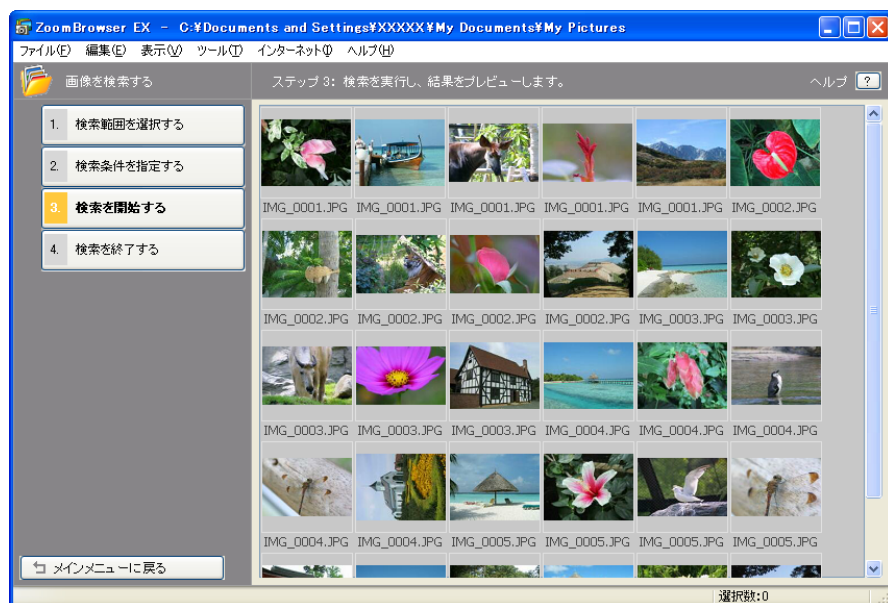 ZoomBrowser EX - C:¥Documents and Settings¥XXXXX¥My Documents¥My Pictures
ファイル(F) 編集(E) 表示(V) ツール(T) インターネット(I) ヘルプ(H)
画像を検索する
ステップ 3: 検索を実行し、結果をプレビューします。
ヘルプ ?
1. 検索範囲を選択する
2. 検索条件を指定する
3. 検索を開始する
4. 検索を終了する
IMG_0001.JPG IMG_0001.JPG IMG_0001.JPG IMG_0001.JPG IMG_0001.JPG IMG_0002.JPG
IMG_0002.JPG IMG_0002.JPG IMG_0002.JPG IMG_0002.JPG IMG_0003.JPG IMG_0003.JPG
IMG_0003.JPG IMG_0003.JPG IMG_0003.JPG IMG_0004.JPG IMG_0004.JPG IMG_0004.JPG
IMG_0004.JPG IMG_0004.JPG IMG_0005.JPG IMG_0005.JPG IMG_0005.JPG IMG_0005.JPG
メインメニューに戻る
選択数:0